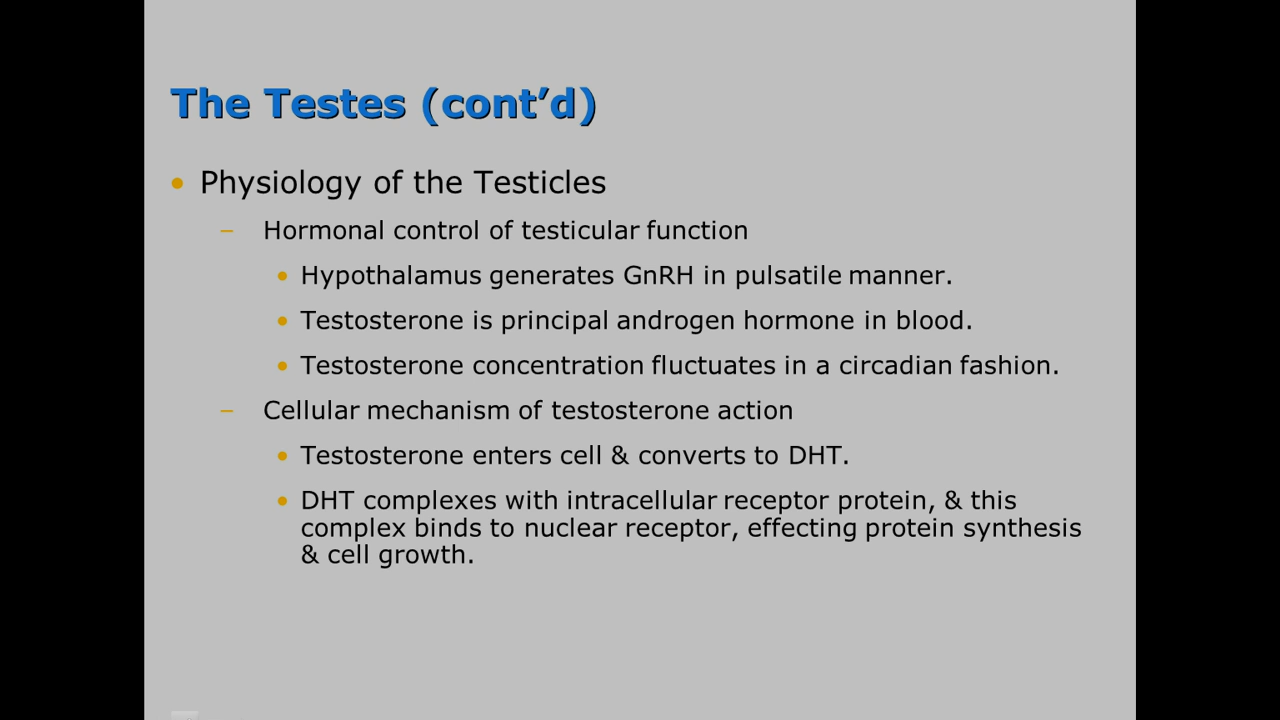 The Testes (cont’d)
• Physiology of the Testicles
– Hormonal control of testicular function
• Hypothalamus generates GnRH in pulsatile manner.
• Testosterone is principal androgen hormone in blood.
• Testosterone concentration fluctuates in a circadian fashion.
– Cellular mechanism of testosterone action
• Testosterone enters cell & converts to DHT.
• DHT complexes with intracellular receptor protein, & this
complex binds to nuclear receptor, effecting protein synthesis
& cell growth.